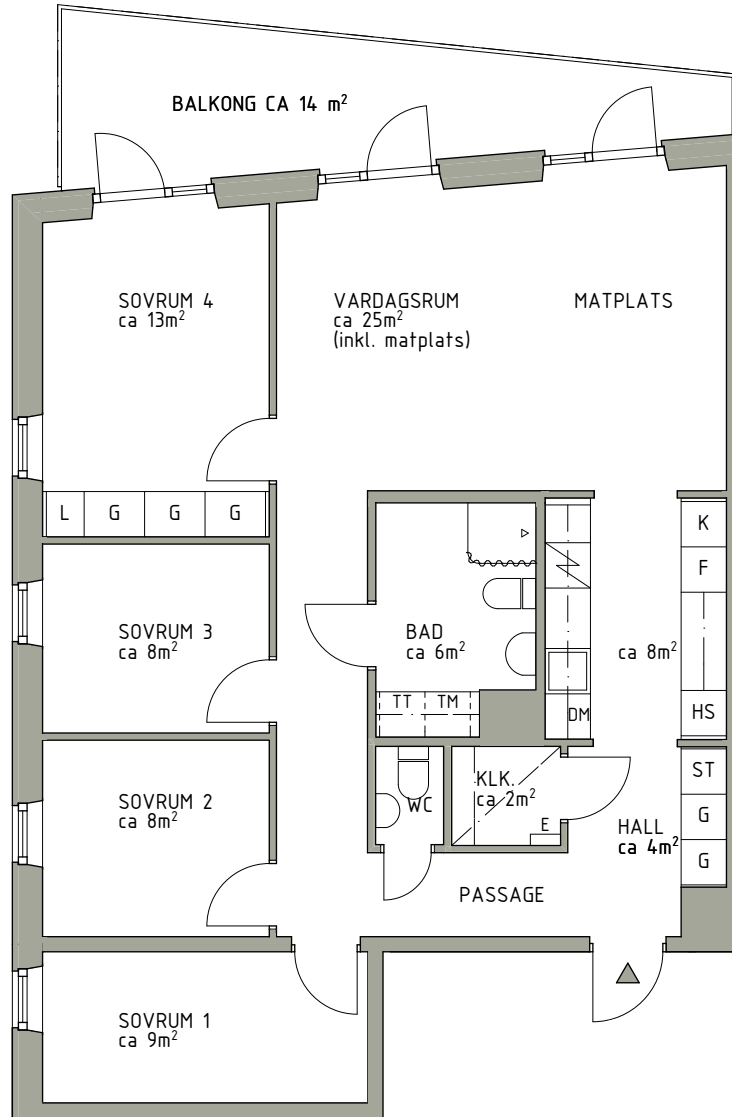 BALKONG CA 14 m²
SOVRUM 4
ca 13m²
VARDAGSRUM
ca 25m²
(inkl. matplats)
MATPLATS
L G G G
K
F
SOVRUM 3
ca 8m²
BAD
ca 6m²
ca 8m²
TT TM
DM
HS
ST
SOVRUM 2
ca 8m²
WC
KLK.
ca 2m²
E
G
HALL
ca 4m²
G
PASSAGE
SOVRUM 1
ca 9m²